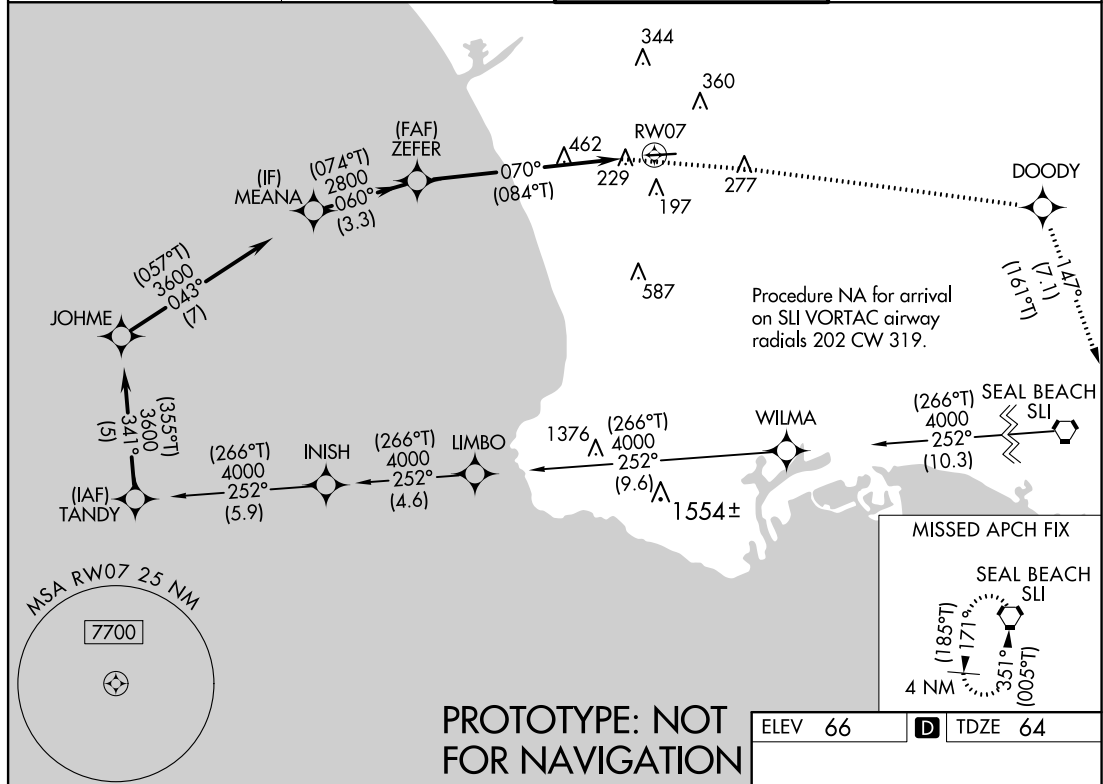 344
360
RW07
462
229
277
197
587
(FAF)
ZEFER
(074°T)
2800
060°
(3.3)
(IF)
MEANA
070°
(084°T)
DOODY
147°
(7.1)
(161°T)
(057°T)
3600
043°
(7)
JOHME
Procedure NA for arrival
on SLI VORTAC airway
radials 202 CW 319.
(355°T)
3600
341°
(5)
(IAF)
TANDY
(266°T)
4000
252°
(5.9)
INISH
(266°T)
4000
252°
(4.6)
LIMBO
1376
(266°T)
4000
252°
(9.6)
1554±
WILMA
(266°T)
4000
252°
(10.3)
SEAL BEACH
SLI
MSA RW07 25 NM
7700
MISSED APCH FIX
SEAL BEACH
SLI
(185°T)
171°
351°
(005°T)
4 NM
PROTOTYPE: NOT
FOR NAVIGATION
ELEV 66 D TDZE 64